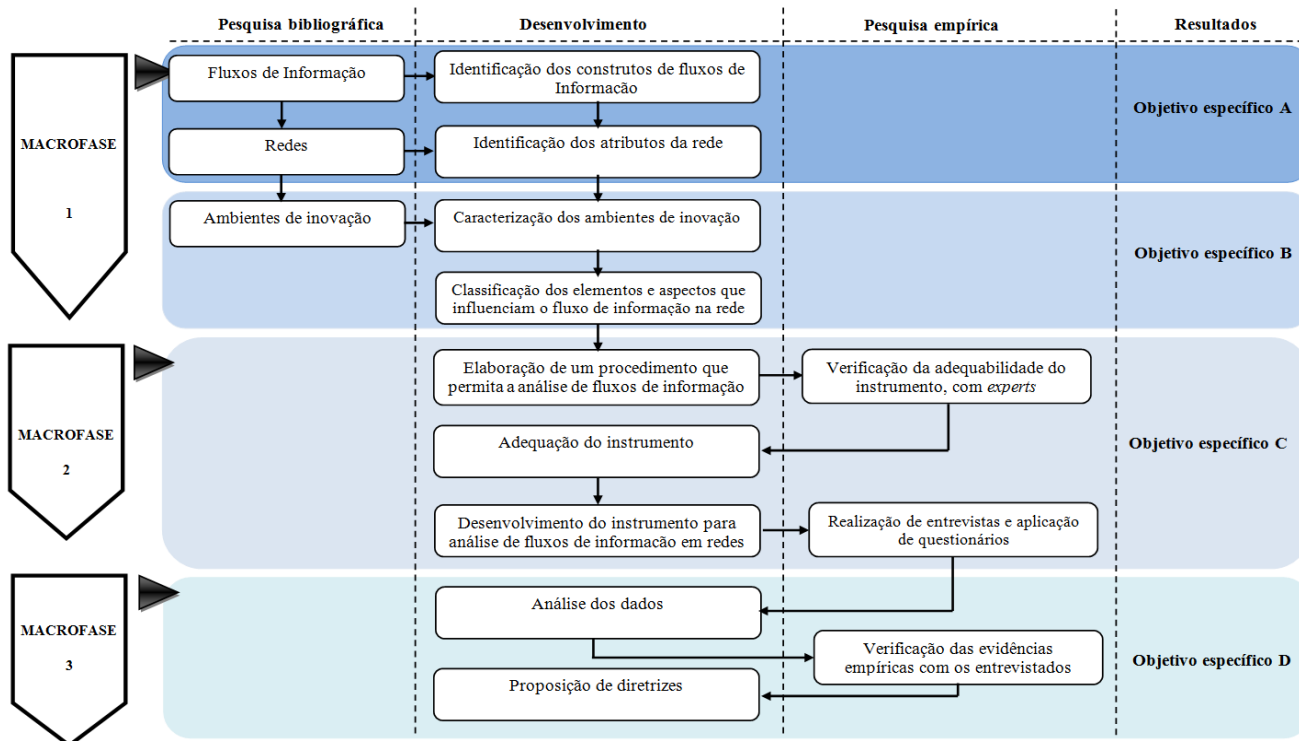 Pesquisa bibliográfica
Desenvolvimento
Pesquisa empírica
Resultados
MACROFASE
1
Fluxos de Informação
Identificação dos construtos de fluxos de
Informacão
Objetivo específico A
Redes
Identificação dos atributos da rede
Ambientes de inovação
Caracterização dos ambientes de inovação
Objetivo específico B
Classificação dos elementos e aspectos que
influenciam o fluxo de informação na rede
MACROFASE
2
Elaboração de um procedimento que
permita a análise de fluxos de informação
Verificação da adequabilidade do
instrumento, com experts
Adequação do instrumento
Objetivo específico C
Desenvolvimento do instrumento para
análise de fluxos de informacão em redes
Realização de entrevistas e aplicação
de questionários
MACROFASE
3
Análise dos dados
Verificação das evidências
empíricas com os entrevistados
Objetivo específico D
Proposição de diretrizes